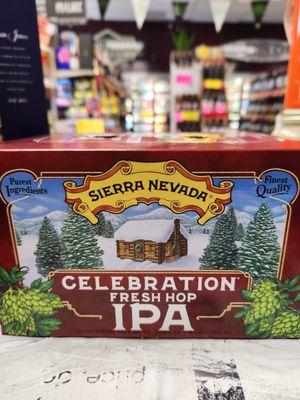 Purest
Ingredients
Finest
Quality
SIERRA NEVADA
CELEBRATION
FRESH HOP
IPA